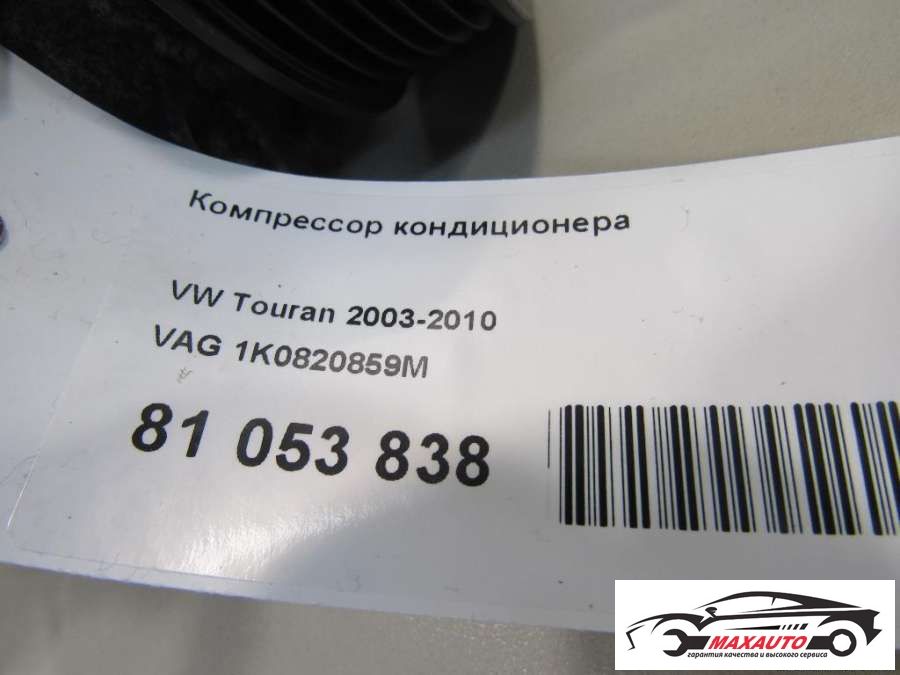 Компрессор кондиционера
VW Touran 2003-2010
VAG 1K0820859M
81 053 838
MAXAUTO
гарантия качества и высокого сервиса